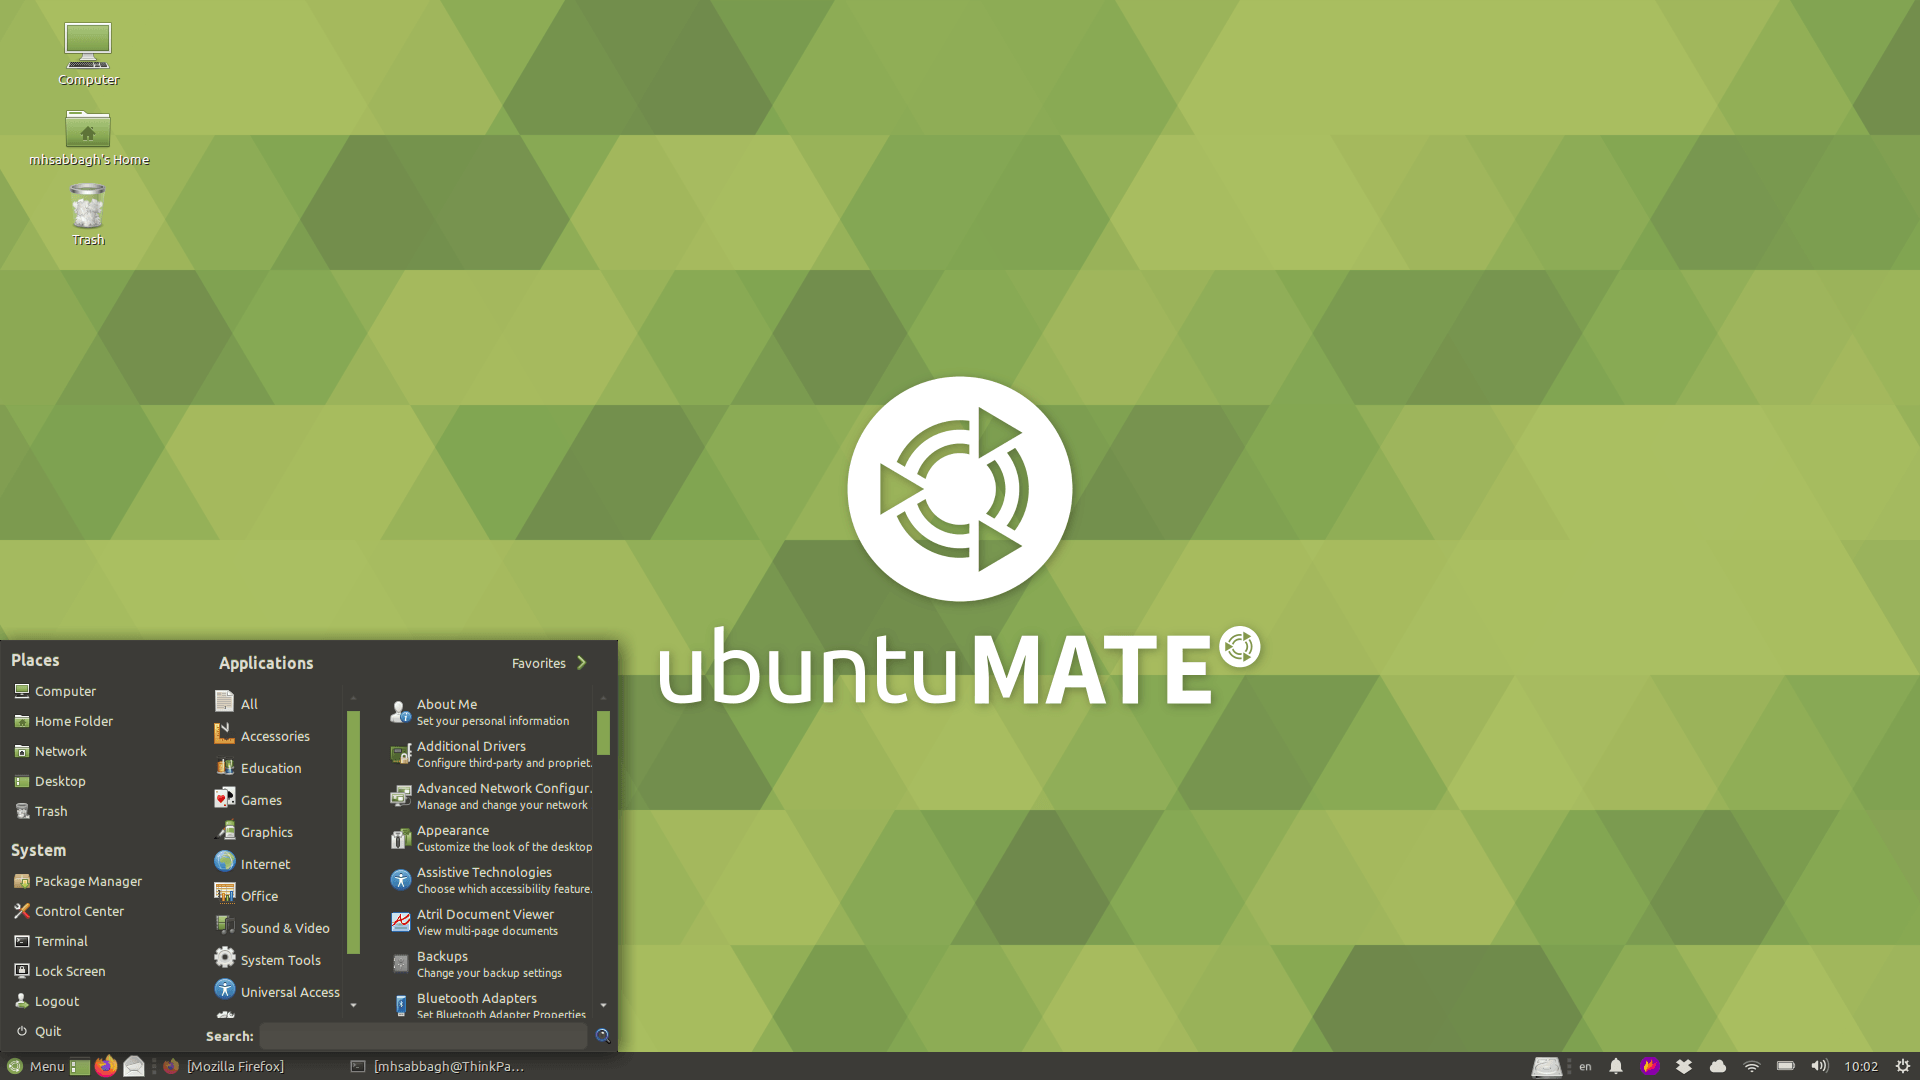 Computer
mhsabbagh's Home
Trash
ubuntu MATE
Places
Computer
Home Folder
Network
Desktop
Trash
System
Package Manager
Control Center
Terminal
Lock Screen
Logout
Quit
Applications
Favorites
All
Accessories
Education
Games
Graphics
Internet
Office
Sound & Video
System Tools
Universal Access
About Me
Set your personal information
Additional Drivers
Configure third-party and propriet.
Advanced Network Configur.
Manage and change your network
Appearance
Customize the look of the desktop
Assistive Technologies
Choose which accessibility feature.
Atril Document Viewer
View multi-page documents
Backups
Change your backup settings
Bluetooth Adapters
Set Bluetooth Adapter Properties
Search:
Menu
[Mozilla Firefox]
[mhsabbagh@ThinkPa...
en
10:02